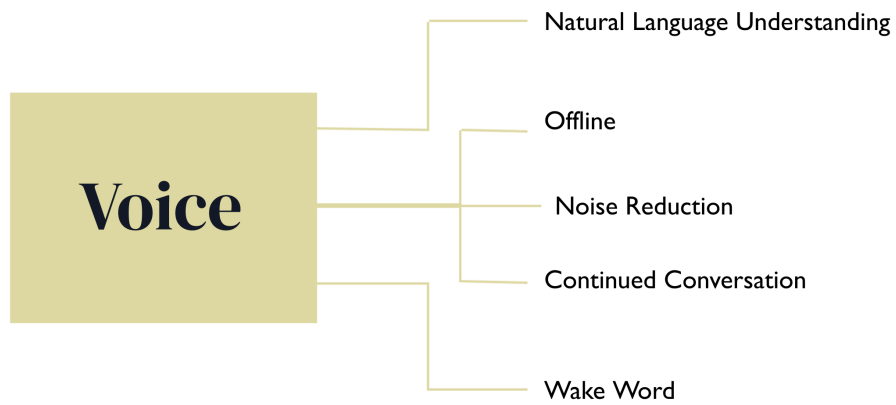 Natural Language Understanding
Offline
Voice
Noise Reduction
Continued Conversation
Wake Word